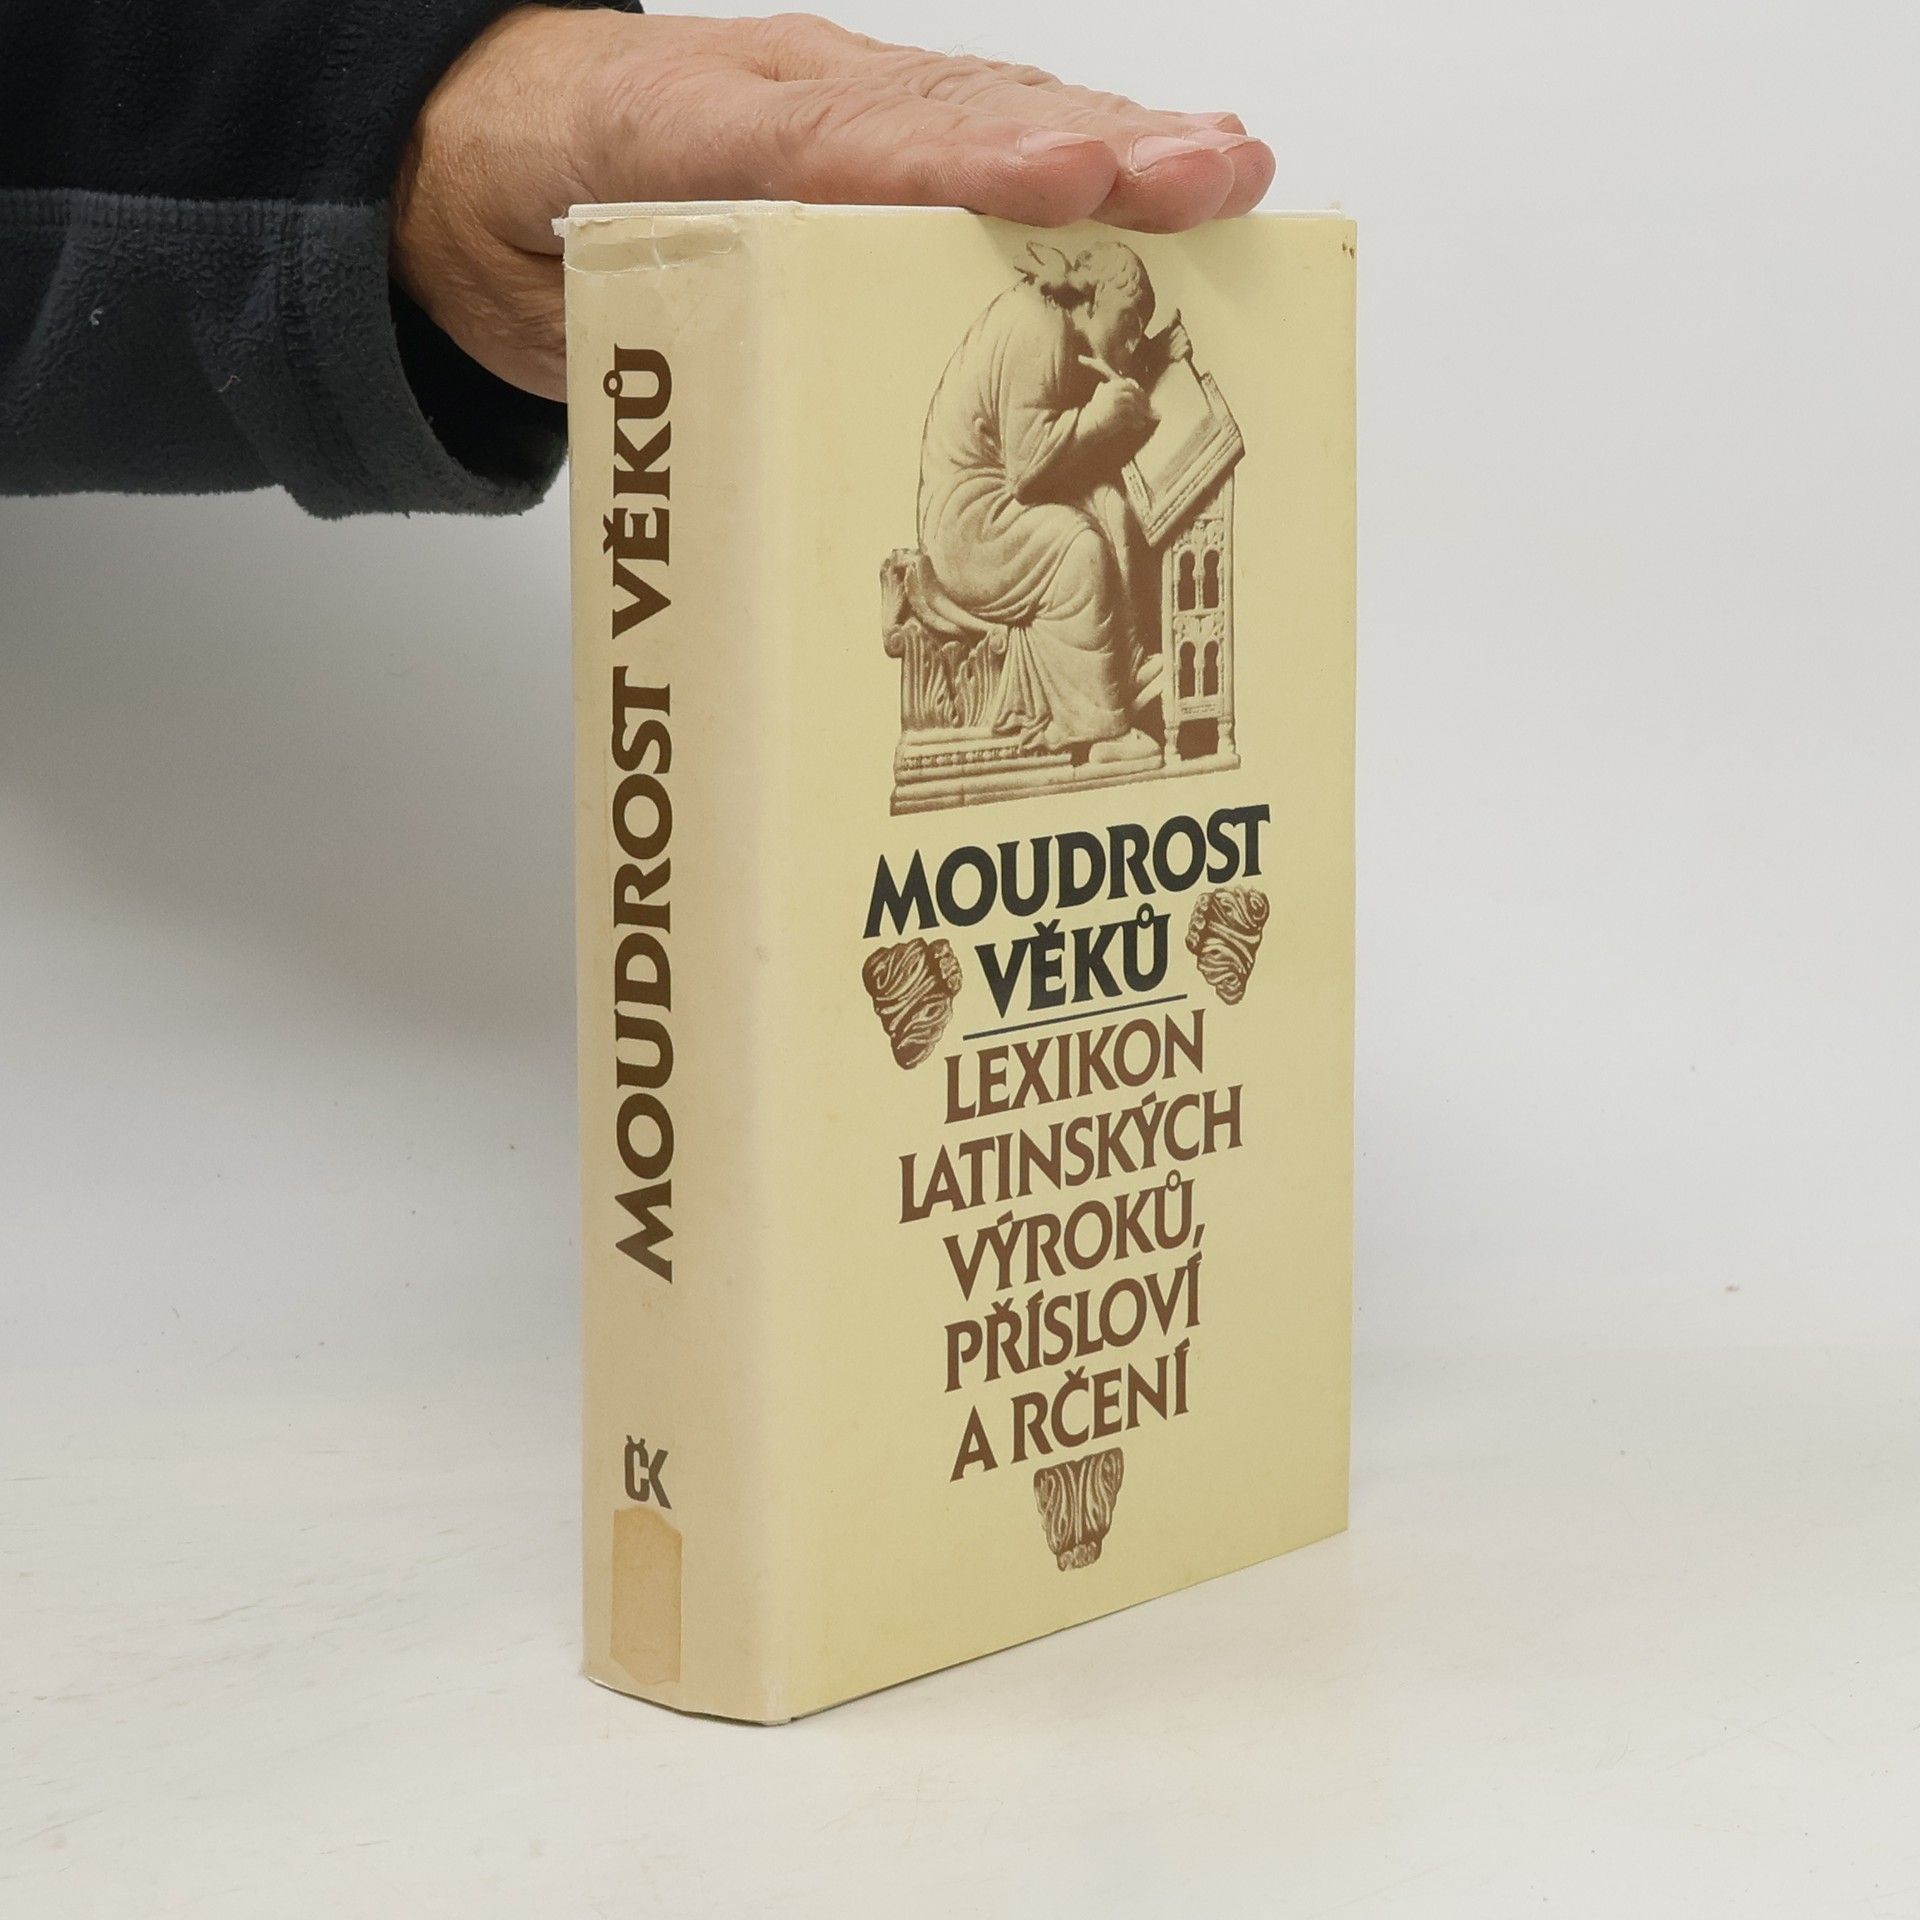 MOUDROST VĚKŮ
ČK
MOUDROST
VĚKŮ
LEXIKON
LATINSKÝCH
VÝROKŮ,
PŘÍSLOVÍ
A RČENÍ